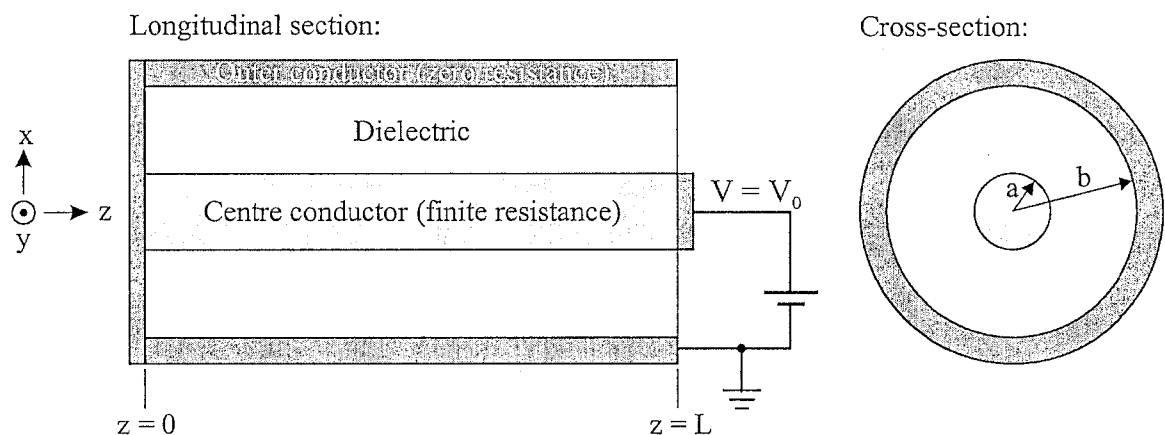 Longitudinal section:
Cross-section:
Outer conductor (zero resistance)
Dielectric
x
z
y
Centre conductor (finite resistance)
V = V₀
a
b
z = 0
z = L